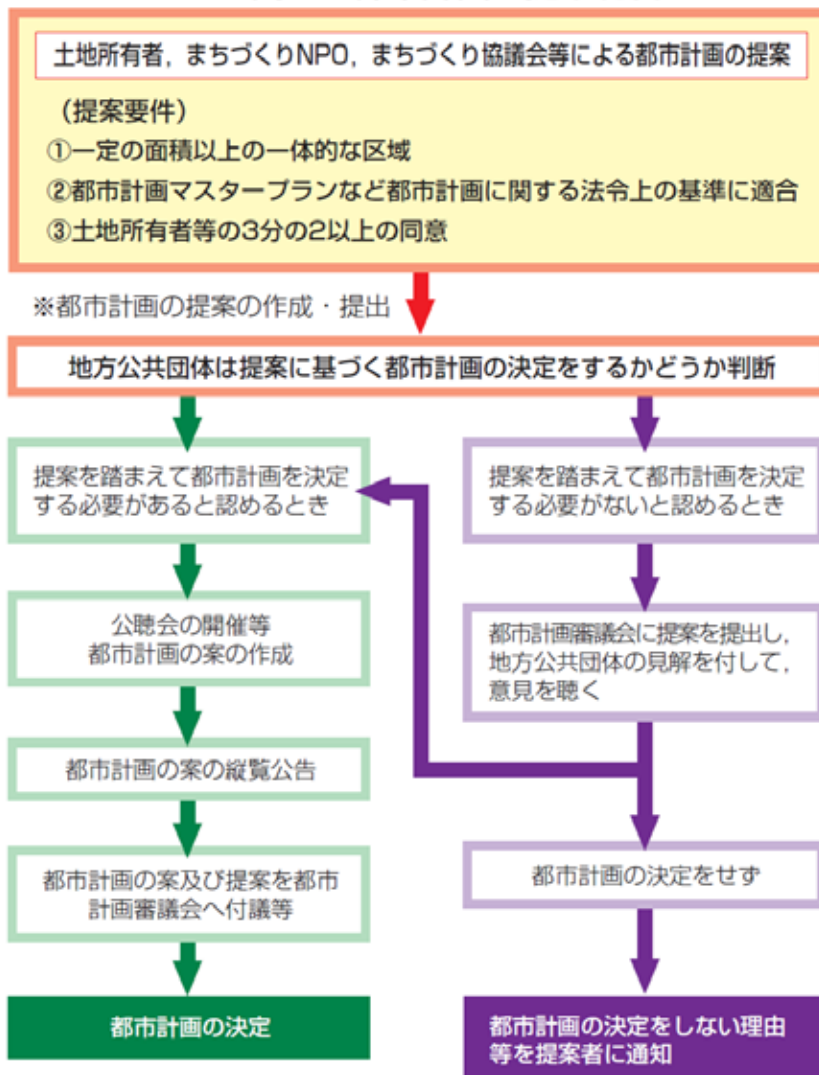 土地所有者，まちづくりNPO，まちづくり協議会等による都市計画の提案
（提案要件）
①一定の面積以上の一体的な区域
②都市計画マスタープランなど都市計画に関する法令上の基準に適合
③土地所有者等の3分の2以上の同意
※都市計画の提案の作成・提出
地方公共団体は提案に基づく都市計画の決定をするかどうか判断
提案を踏まえて都市計画を決定
する必要があると認めるとき
公聴会の開催等
都市計画の案の作成
都市計画の案の縦覧公告
都市計画の案及び提案を都市
計画審議会へ付議等
都市計画の決定
提案を踏まえて都市計画を決定
する必要がないと認めるとき
都市計画審議会に提案を提出し，
地方公共団体の見解を付して，
意見を聴く
都市計画の決定をせず
都市計画の決定をしない理由
等を提案者に通知